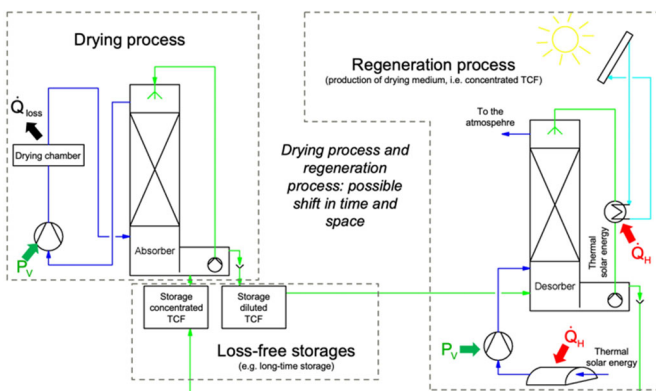 Drying process
Q̇loss
Drying chamber
Pv
Absorber
Storage
concentrated
TCF
Storage
diluted
TCF
Loss-free storages
(e.g. long-time storage)
Drying process and
regeneration
process: possible
shift in time and
space
Regeneration process
(production of drying medium, i.e. concentrated TCF)
To the
atmospehre
Thermal
solar energy
Q̇H
Desorber
Pv
Q̇H
Thermal
solar energy